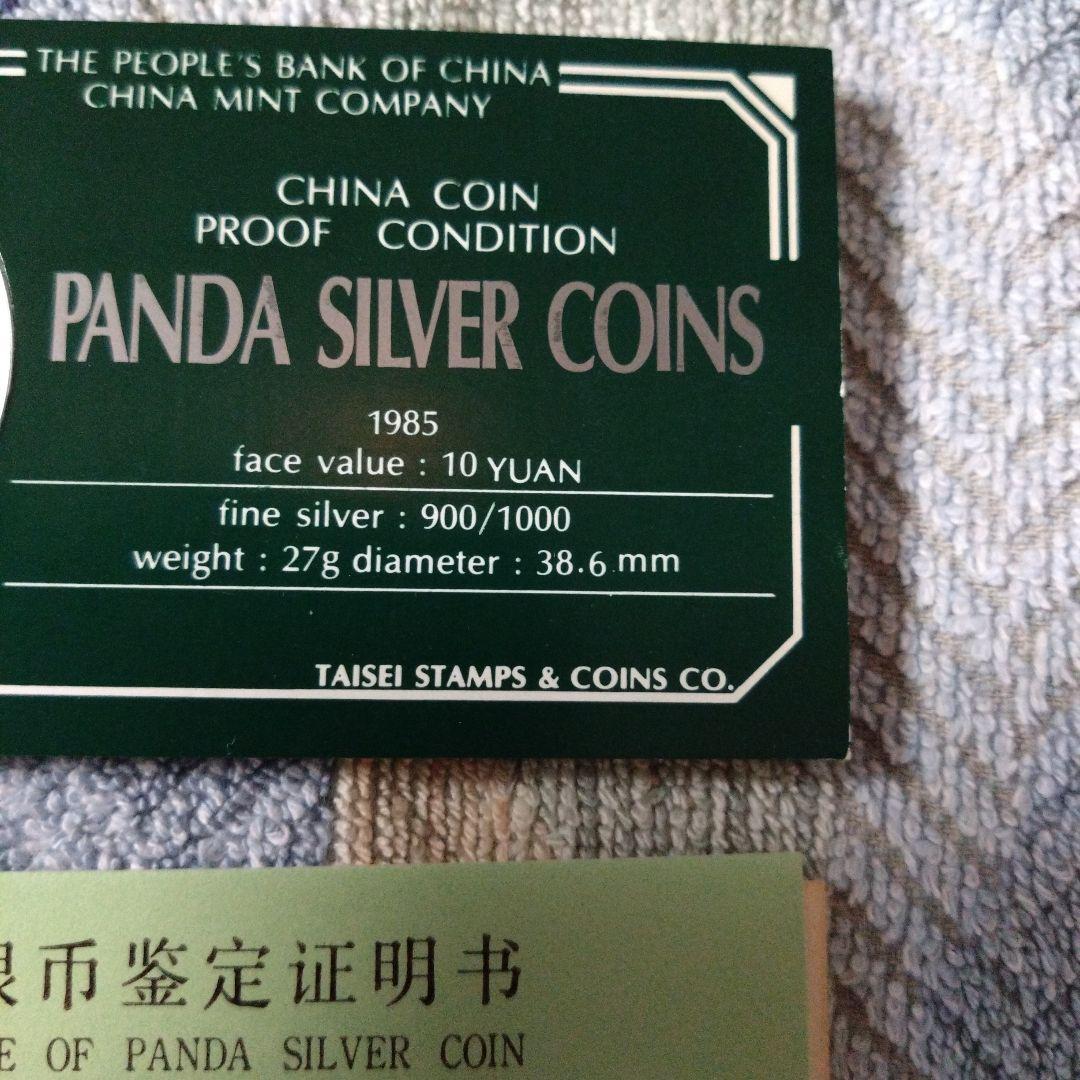 THE PEOPLE'S BANK OF CHINA
CHINA MINT COMPANY
CHINA COIN
PROOF CONDITION
PANDA SILVER COINS
1985
face value : 10 YUAN
fine silver : 900/1000
weight : 27g diameter : 38.6 mm
TAISEI STAMPS & COINS CO.
银币鉴定证明书
E OF PANDA SILVER COIN